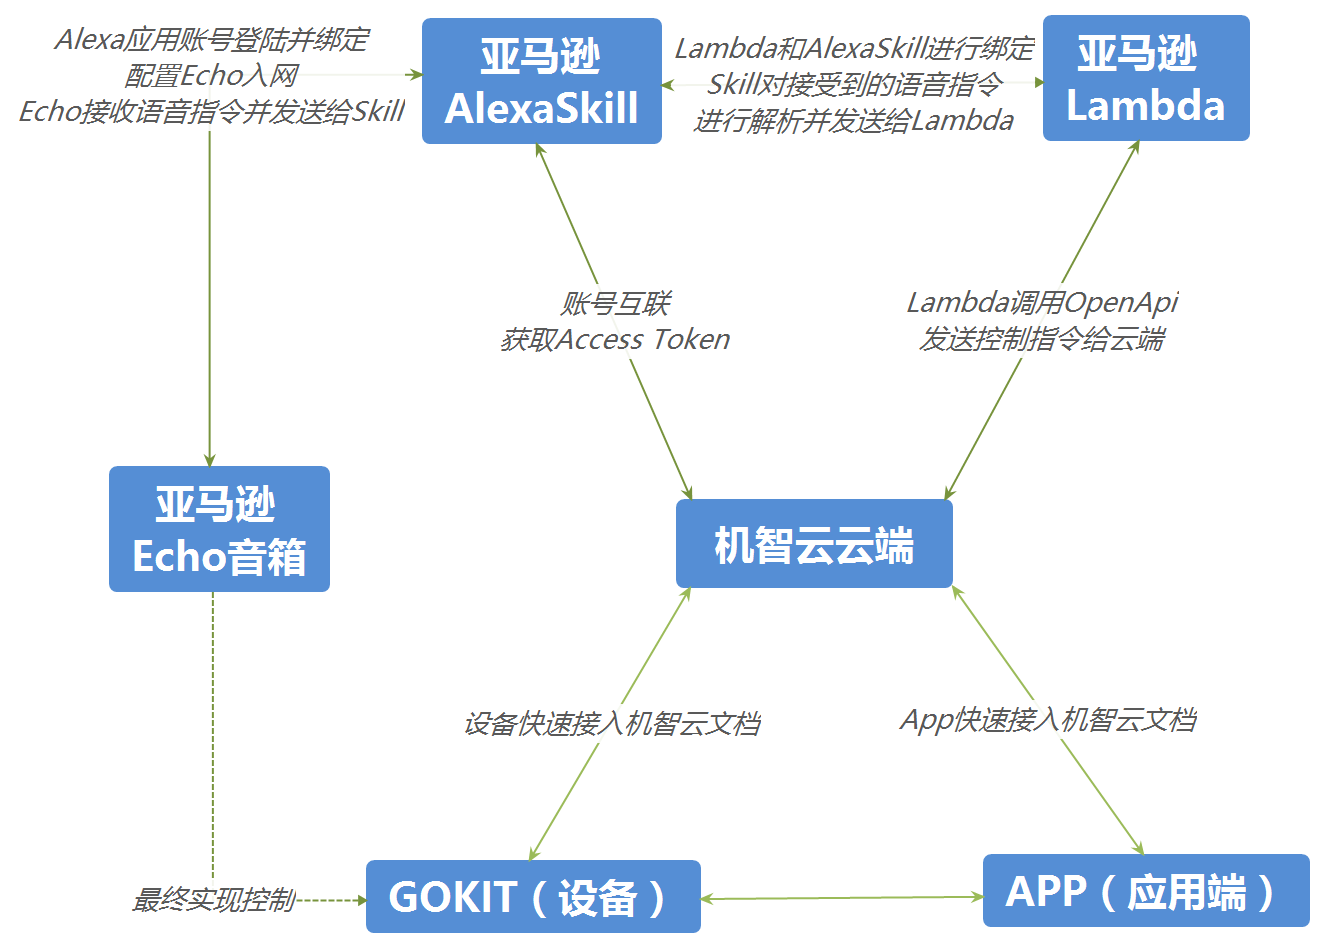 Alexa应用账号登陆并绑定
配置Echo入网
Echo接收语音指令并发送给Skill
亚马逊
AlexaSkill
Lambda和AlexaSkill进行绑定
Skill对接受到的语音指令
进行解析并发送给Lambda
亚马逊
Lambda
账号互联
获取Access Token
Lambda调用OpenApi
发送控制指令给云端
亚马逊
Echo音箱
机智云云端
设备快速接入机智云文档
App快速接入机智云文档
最终实现控制
GOKIT（设备）
APP（应用端）